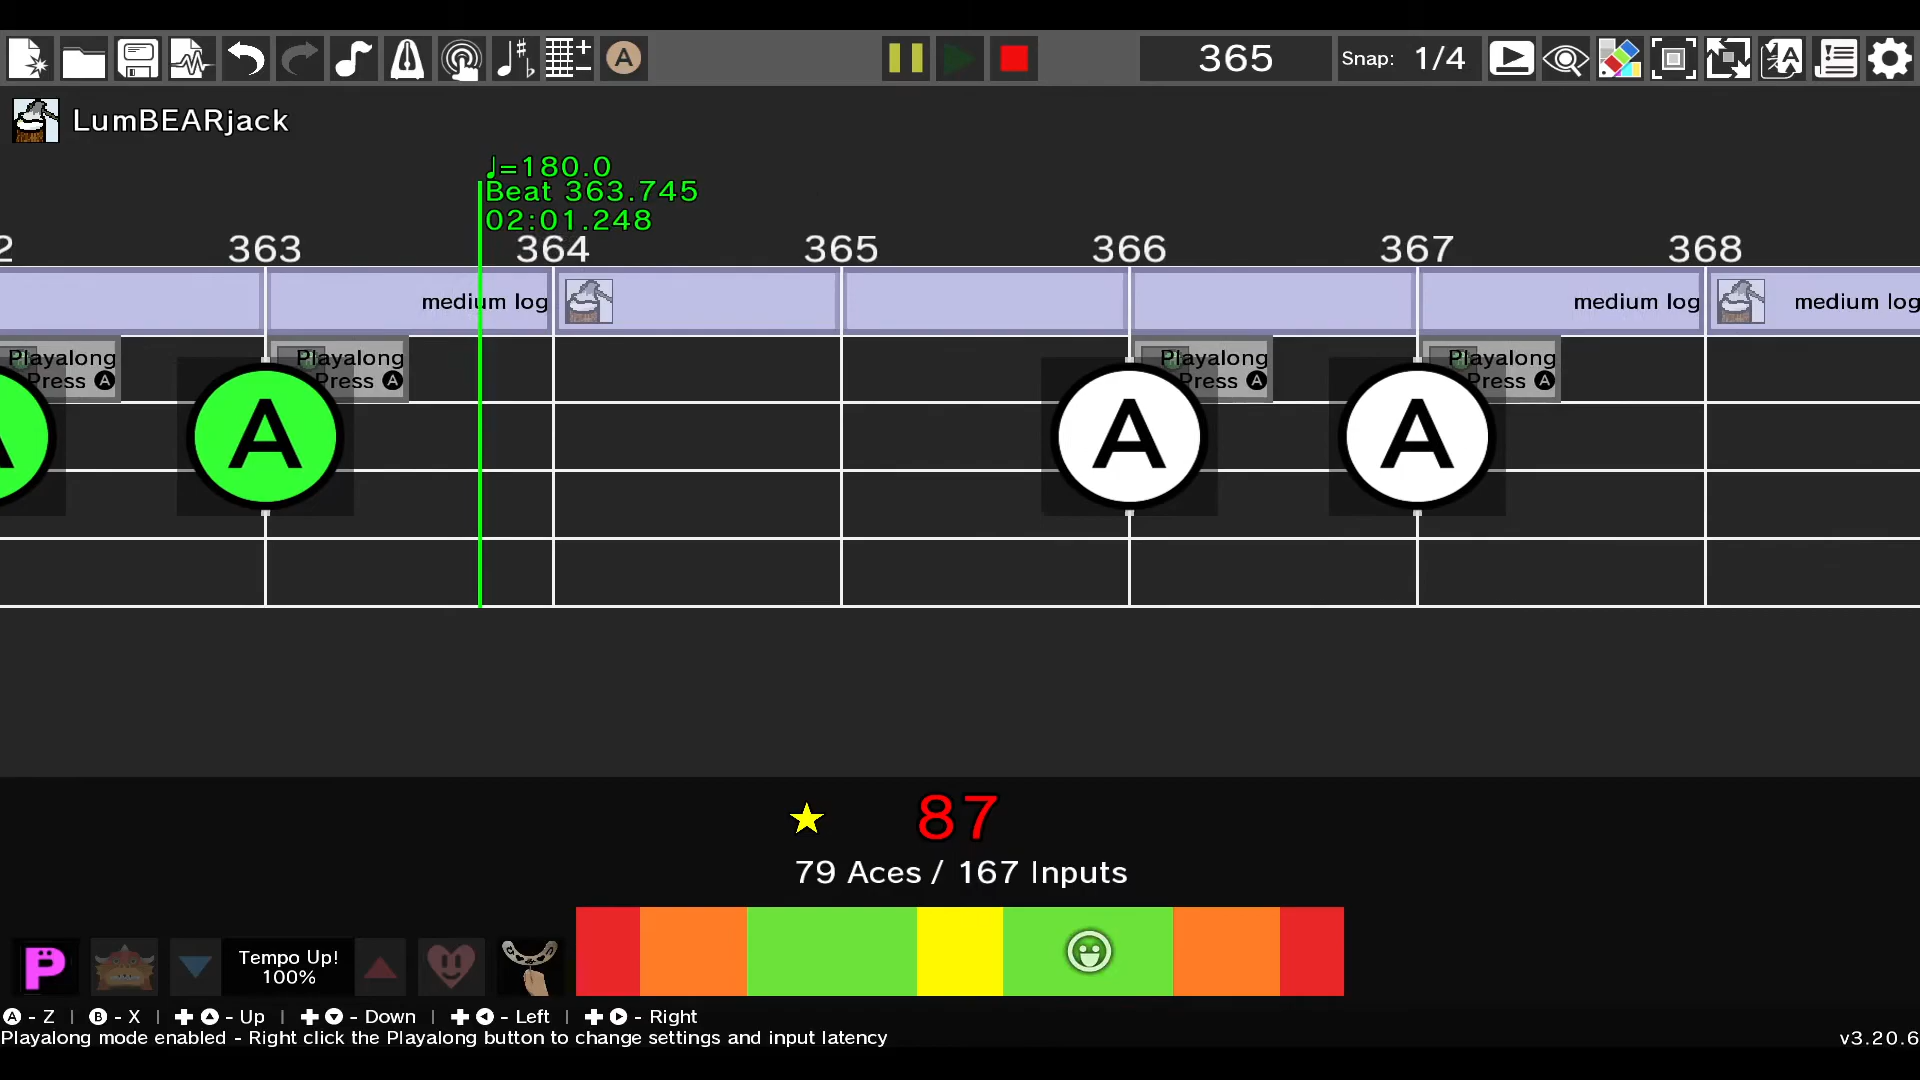 A
365
Snap: 1/4
A
LumBEARjack
♩=180.0
Beat 363.745
02:01.248
2 363 364 365 366 367 368
medium log medium log medium log
Playalong Playalong Playalong Playalong
Press A Press A Press A Press A
A A A A
87
79 Aces / 167 Inputs
P
Tempo Up!
100%
A - Z | B - X | - Up | - Down | - Left | - Right
Playalong mode enabled - Right click the Playalong button to change settings and input latency
v3.20.6